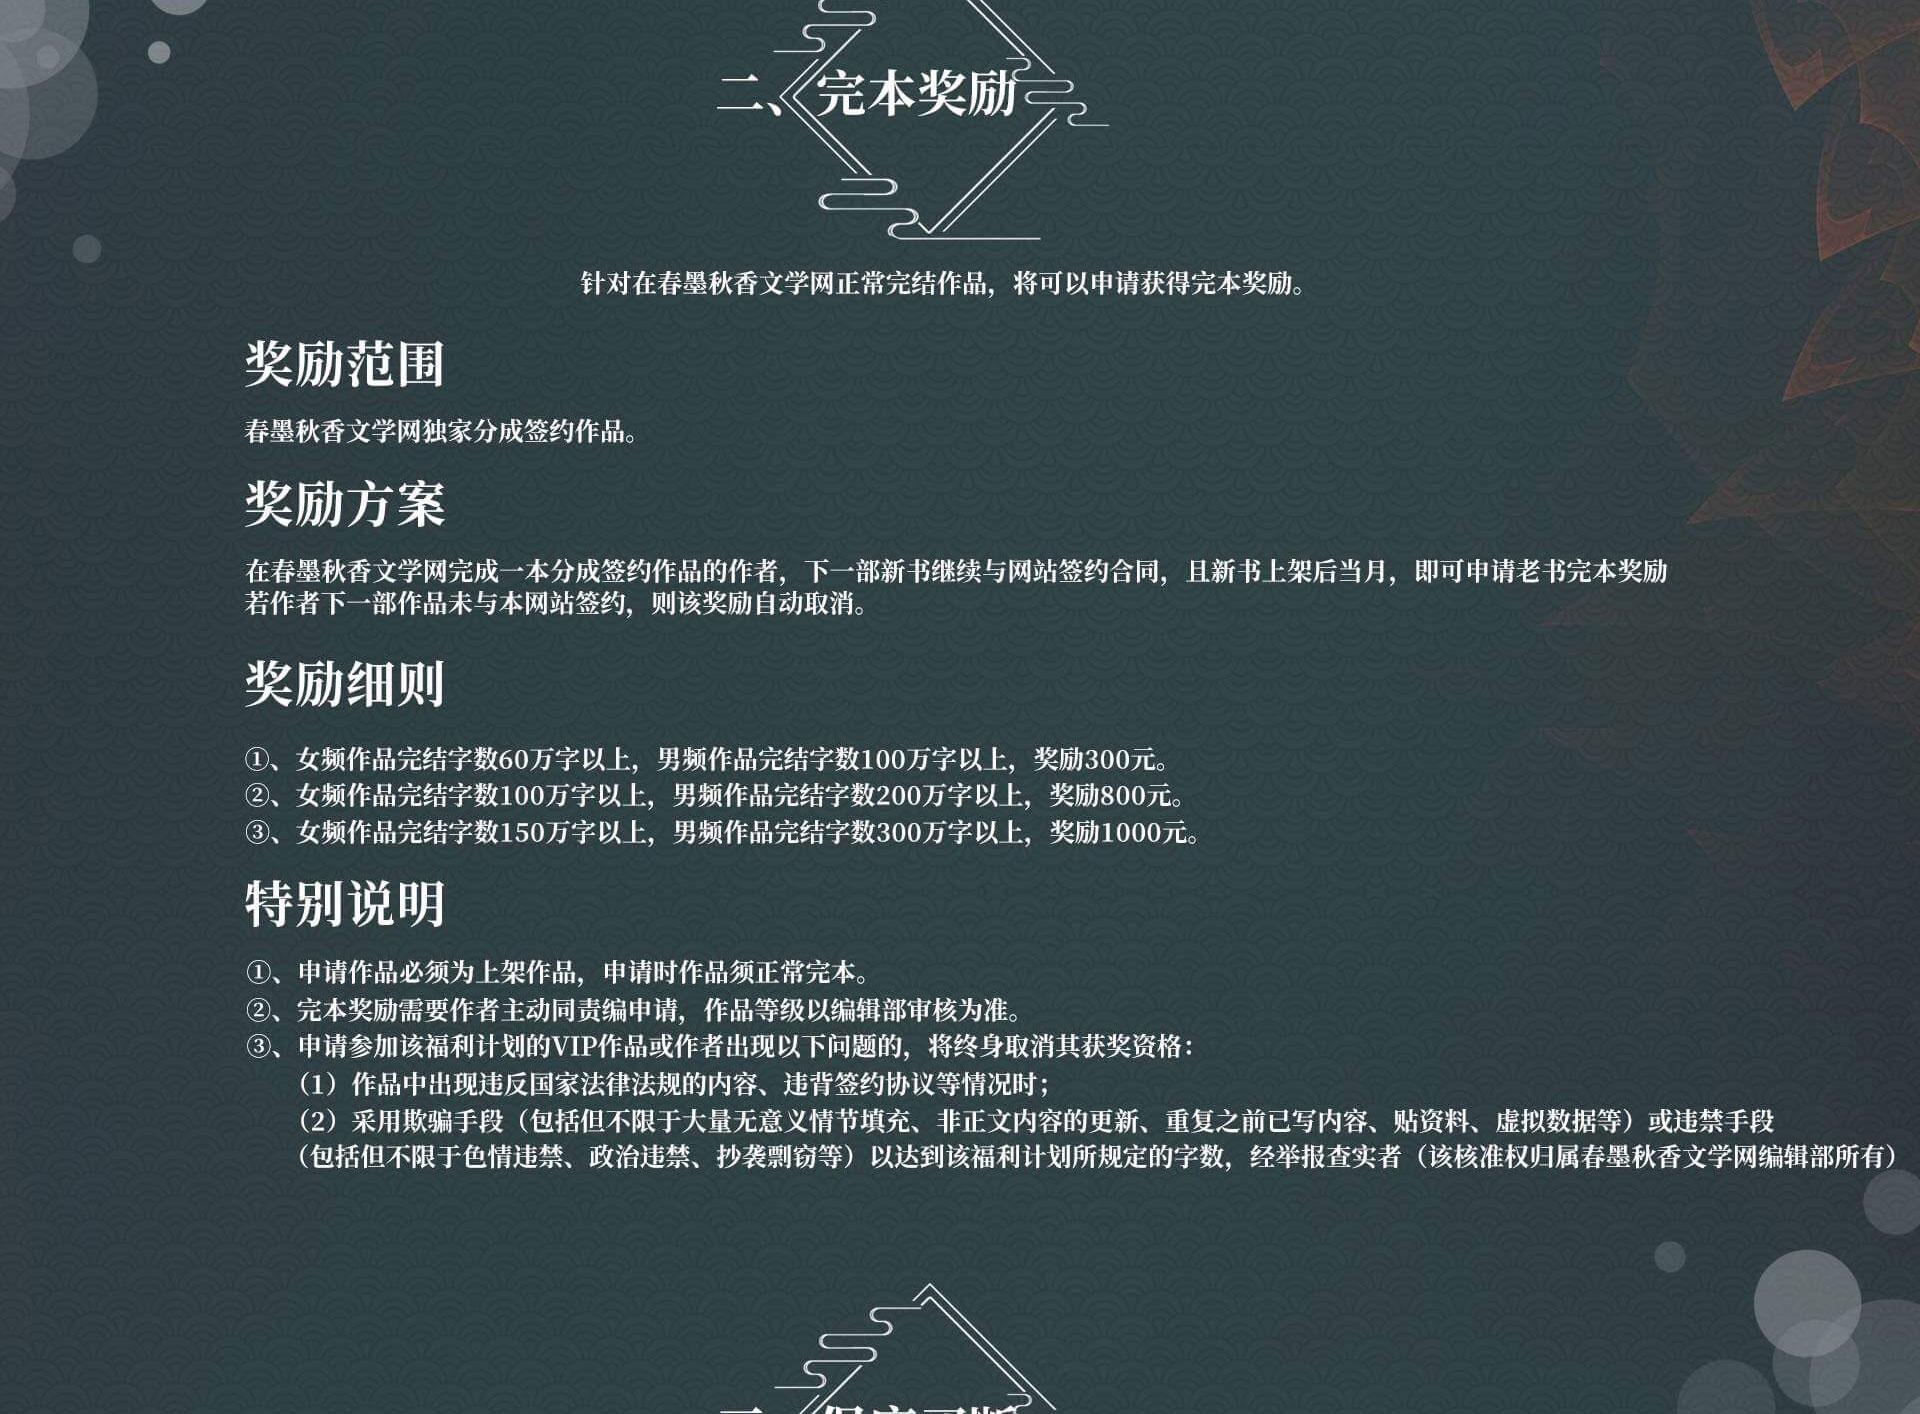 二、完本奖励
针对在春墨秋香文学网正常完结作品，将可以申请获得完本奖励。
奖励范围
春墨秋香文学网独家分成签约作品。
奖励方案
在春墨秋香文学网完成一本分成签约作品的作者，下一部新书继续与网站签约合同，且新书上架后当月，即可申请老书完本奖励
若作者下一部作品未与本网站签约，则该奖励自动取消。
奖励细则
①、女频作品完结字数60万字以上，男频作品完结字数100万字以上，奖励300元。
②、女频作品完结字数100万字以上，男频作品完结字数200万字以上，奖励800元。
③、女频作品完结字数150万字以上，男频作品完结字数300万字以上，奖励1000元。
特别说明
①、申请作品必须为上架作品，申请时作品须正常完本。
②、完本奖励需要作者主动同责编申请，作品等级以编辑部审核为准。
③、申请参加该福利计划的VIP作品或作者出现以下问题的，将终身取消其获奖资格：
（1）作品中出现违反国家法律法规的内容、违背签约协议等情况时；
（2）采用欺骗手段（包括但不限于大量无意义情节填充、非正文内容的更新、重复之前已写内容、贴资料、虚拟数据等）或违禁手段
（包括但不限于色情违禁、政治违禁、抄袭剽窃等）以达到该福利计划所规定的字数，经举报查实者（该核准权归属春墨秋香文学网编辑部所有）